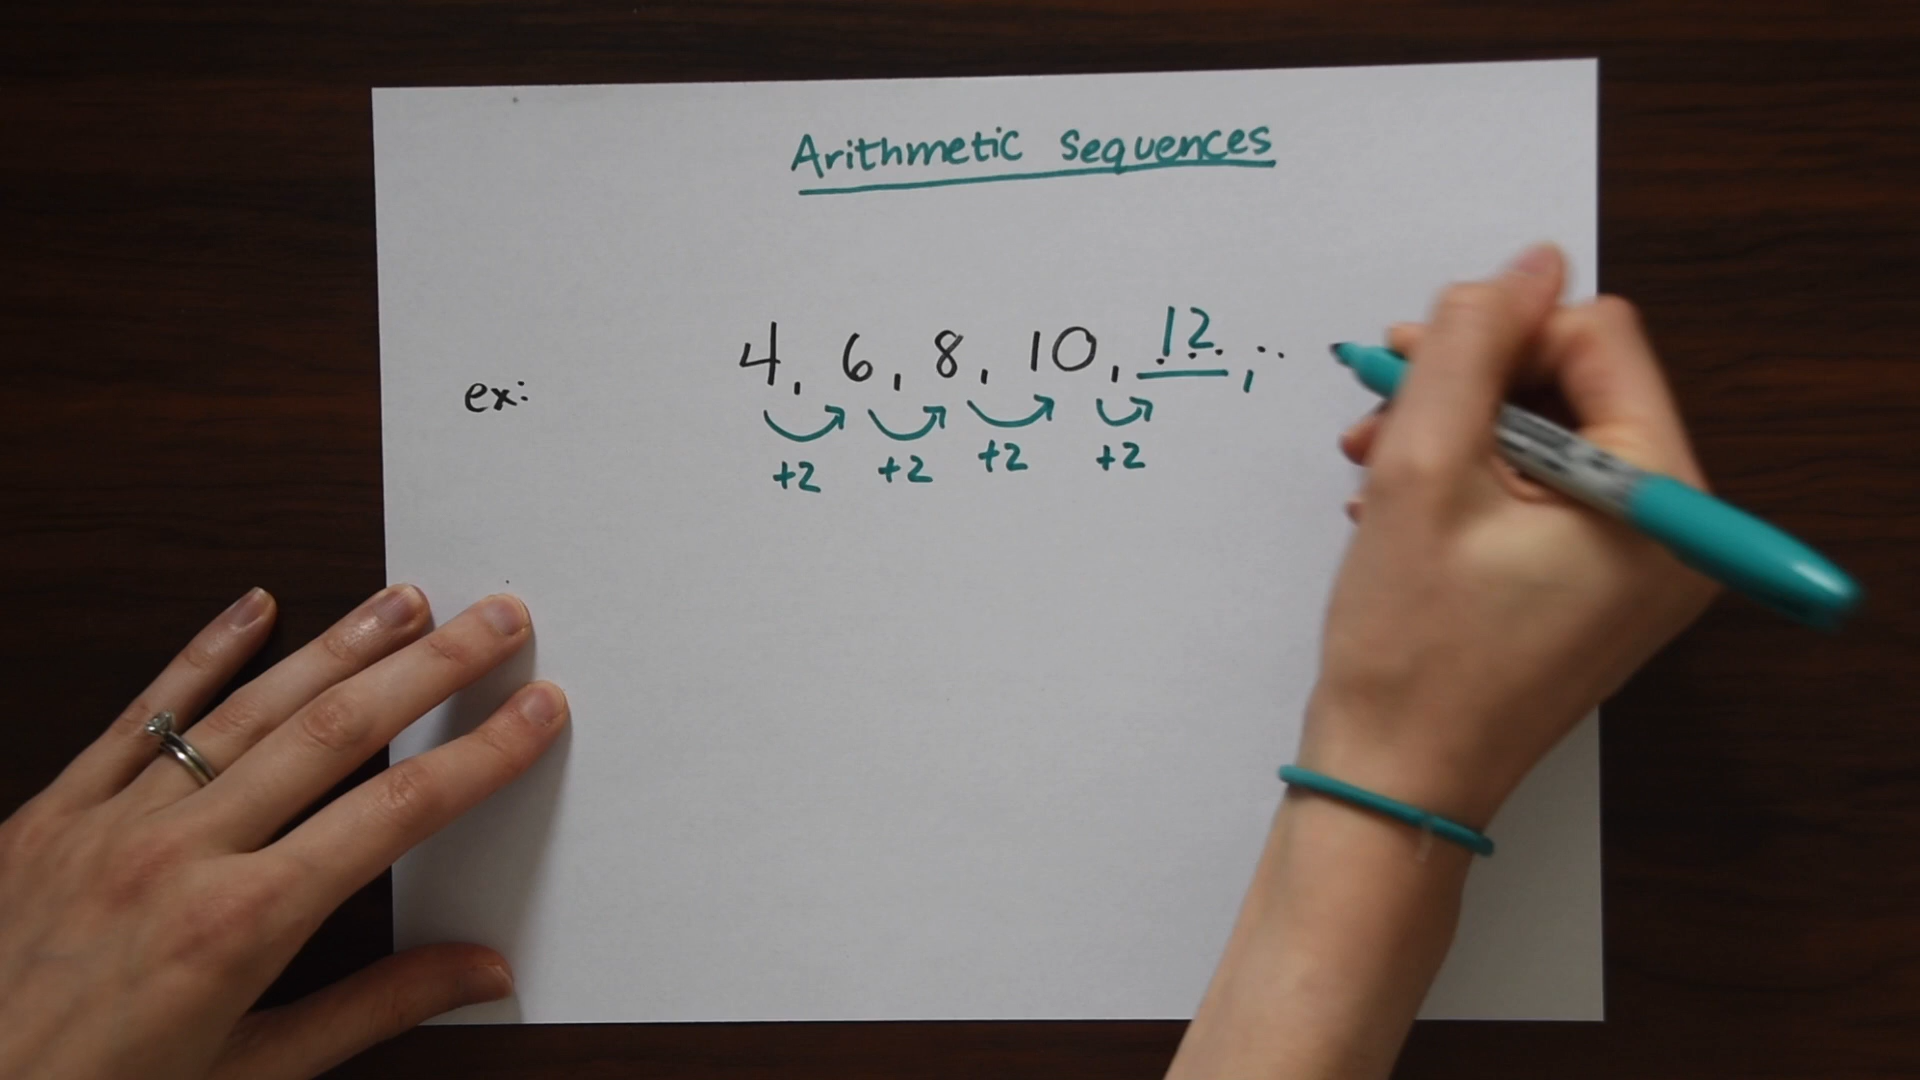 Arithmetic Sequences
ex: 4, 6, 8, 10, 12, ..
+2 +2 +2 +2